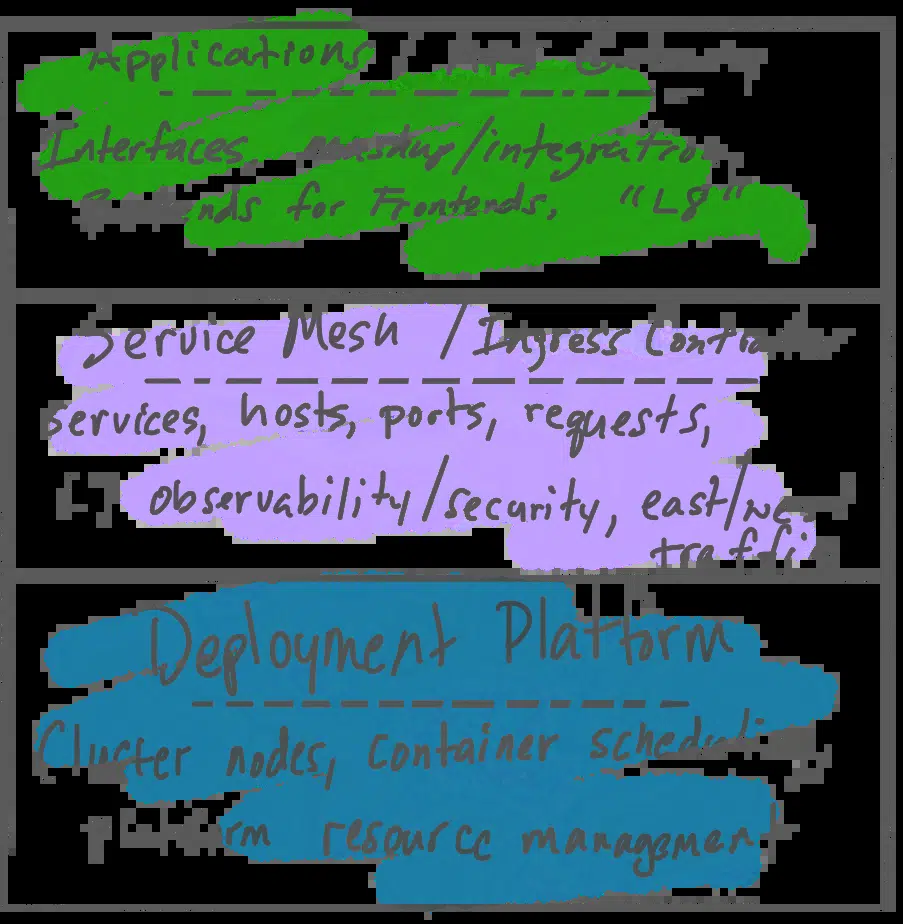 Applications / API Gateway
Interfaces, mashup/integration
Backends for Frontends, "L8"
Service Mesh / Ingress Controller
services, hosts, ports, requests,
observability/security, east/west
traffic
Deployment Platform
Cluster nodes, container scheduling
platform resource management